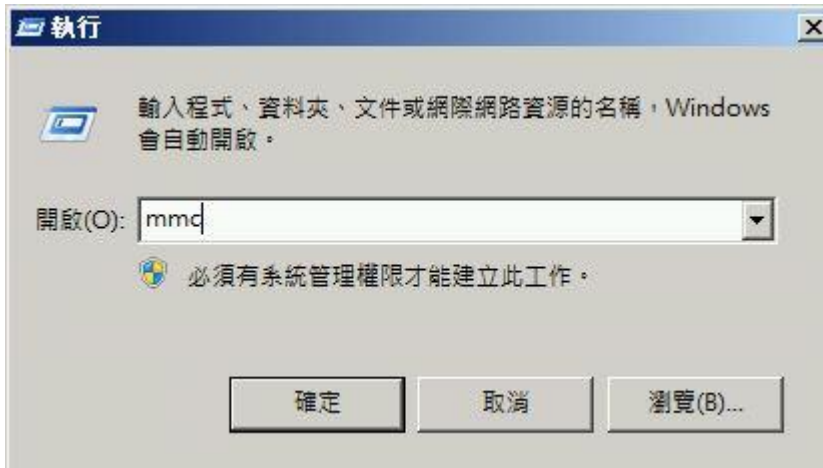 執行
輸入程式、資料夾、文件或網際網路資源的名稱，Windows
會自動開啟。
開啟(O): mmc
必須有系統管理權限才能建立此工作。
確定 取消 瀏覽(B)...